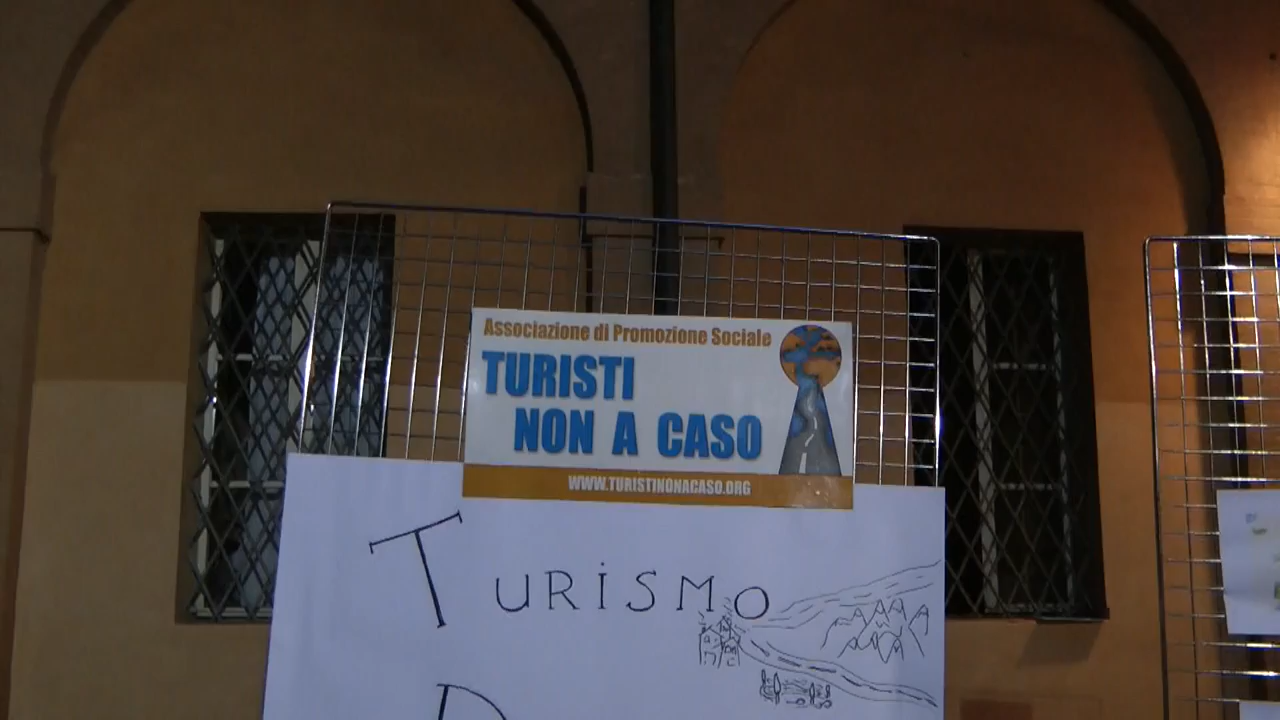 Associazione di Promozione Sociale
TURISTI
NON A CASO
WWW.TURISTINONACASO.ORG
TURiSMO